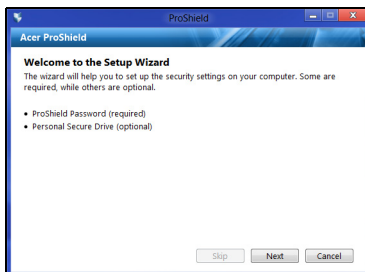 ProShield
Acer ProShield
Welcome to the Setup Wizard
The wizard will help you to set up the security settings on your computer. Some are
required, while others are optional.
• ProShield Password (required)
• Personal Secure Drive (optional)
Skip Next Cancel